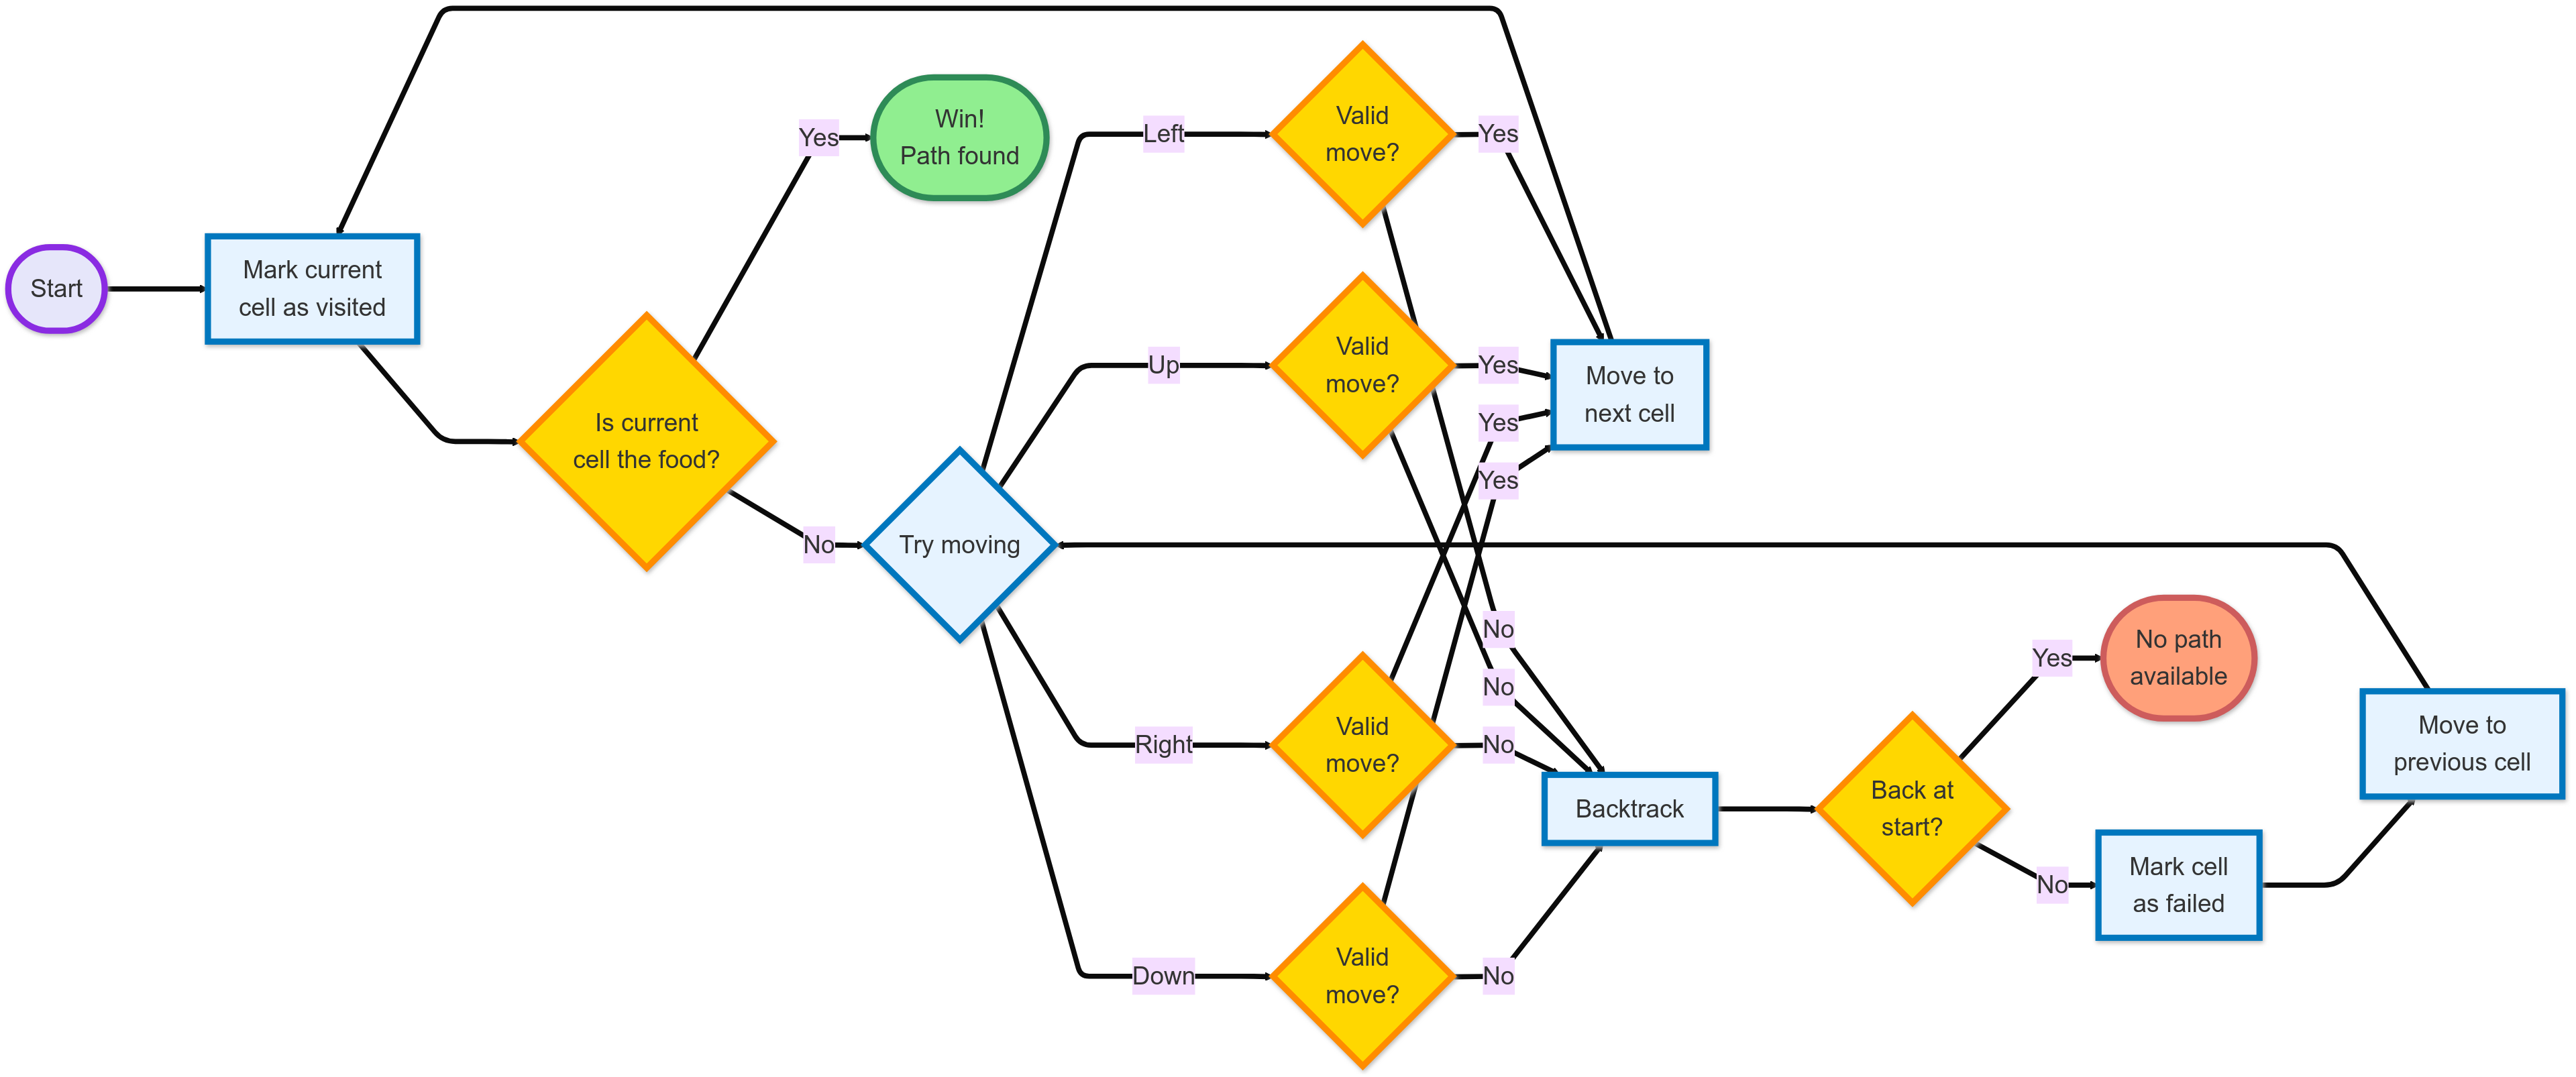 Start
Mark current
cell as visited
Is current
cell the food?
Yes
Win!
Path found
No
Try moving
Left
Valid
move?
Yes
Up
Valid
move?
Yes
Yes
Yes
Move to
next cell
No
No
Right
Valid
move?
No
Down
Valid
move?
No
Backtrack
Back at
start?
Yes
No path
available
No
Mark cell
as failed
Move to
previous cell